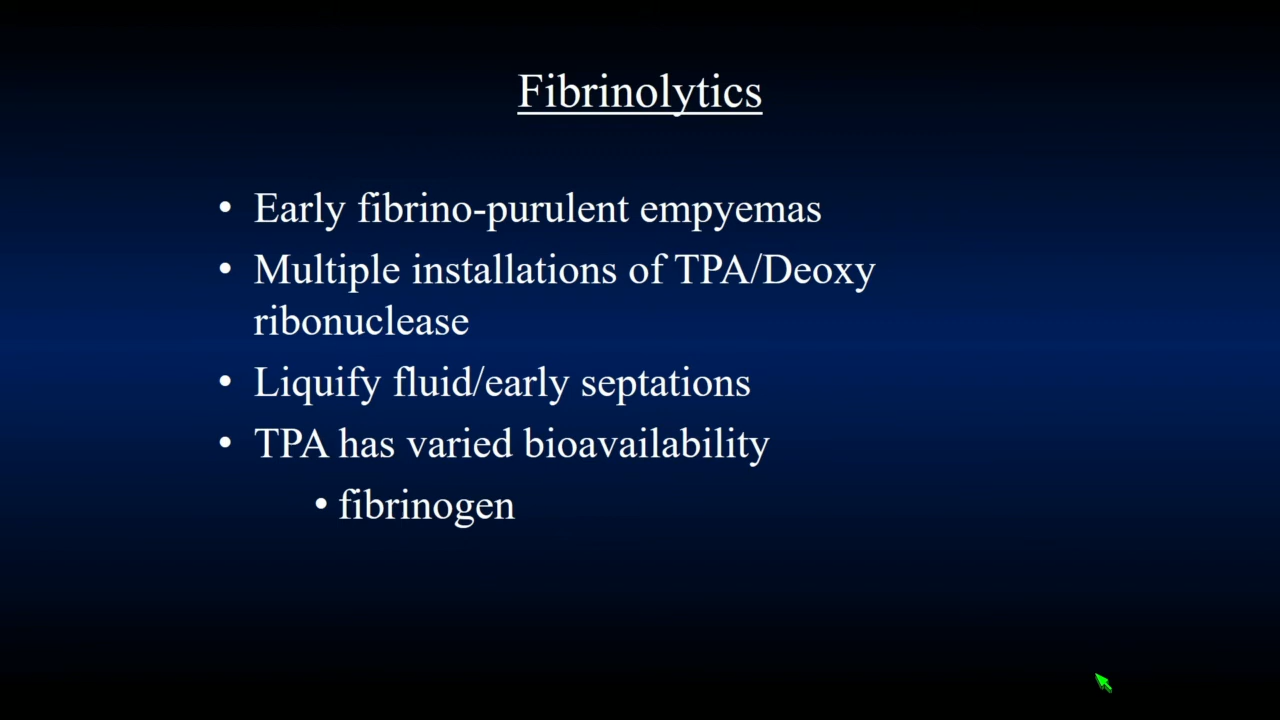 Fibrinolytics
• Early fibrino-purulent empyemas
• Multiple installations of TPA/Deoxy
ribonuclease
• Liquify fluid/early septations
• TPA has varied bioavailability
• fibrinogen